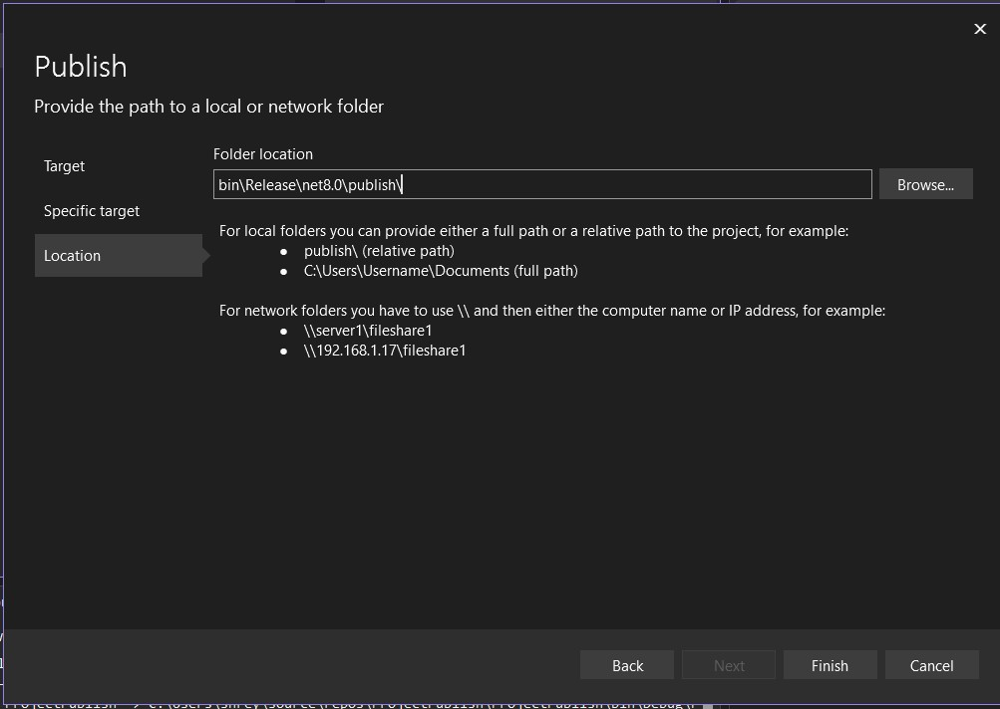 Publish
Provide the path to a local or network folder
Target
Specific target
Location
Folder location
bin\Release\net8.0\publish\
Browse...
For local folders you can provide either a full path or a relative path to the project, for example:
● publish\ (relative path)
● C:\Users\Username\Documents (full path)
For network folders you have to use \\ and then either the computer name or IP address, for example:
● \\server1\fileshare1
● \\192.168.1.17\fileshare1
Back
Next
Finish
Cancel